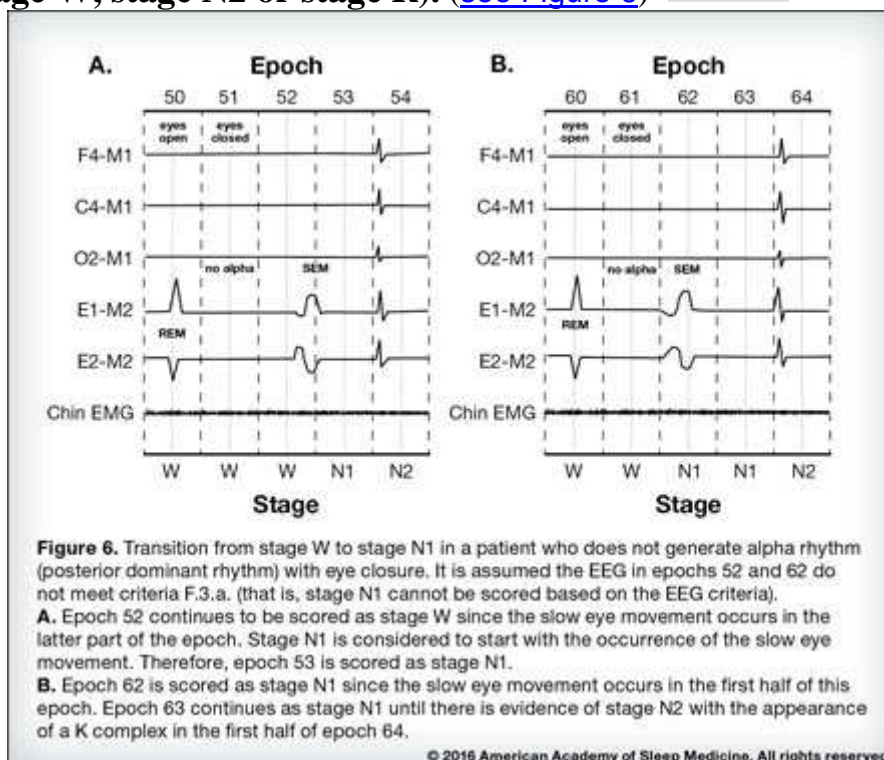 age W, stage N2 or stage R). (see Figure 6)
A. Epoch
50 51 52 53 54
eyes open eyes closed
F4-M1
C4-M1
O2-M1
no alpha SEM
E1-M2
REM
E2-M2
Chin EMG
W W W N1 N2
Stage
B. Epoch
60 61 62 63 64
eyes open eyes closed
F4-M1
C4-M1
O2-M1
no alpha SEM
E1-M2
REM
E2-M2
Chin EMG
W W N1 N1 N2
Stage
Figure 6. Transition from stage W to stage N1 in a patient who does not generate alpha rhythm
(posterior dominant rhythm) with eye closure. It is assumed the EEG in epochs 52 and 62 do
not meet criteria F.3.a. (that is, stage N1 cannot be scored based on the EEG criteria).
A. Epoch 52 continues to be scored as stage W since the slow eye movement occurs in the
latter part of the epoch. Stage N1 is considered to start with the occurrence of the slow eye
movement. Therefore, epoch 53 is scored as stage N1.
B. Epoch 62 is scored as stage N1 since the slow eye movement occurs in the first half of this
epoch. Epoch 63 continues as stage N1 until there is evidence of stage N2 with the appearance
of a K complex in the first half of epoch 64.
© 2016 American Academy of Sleep Medicine. All rights reserved